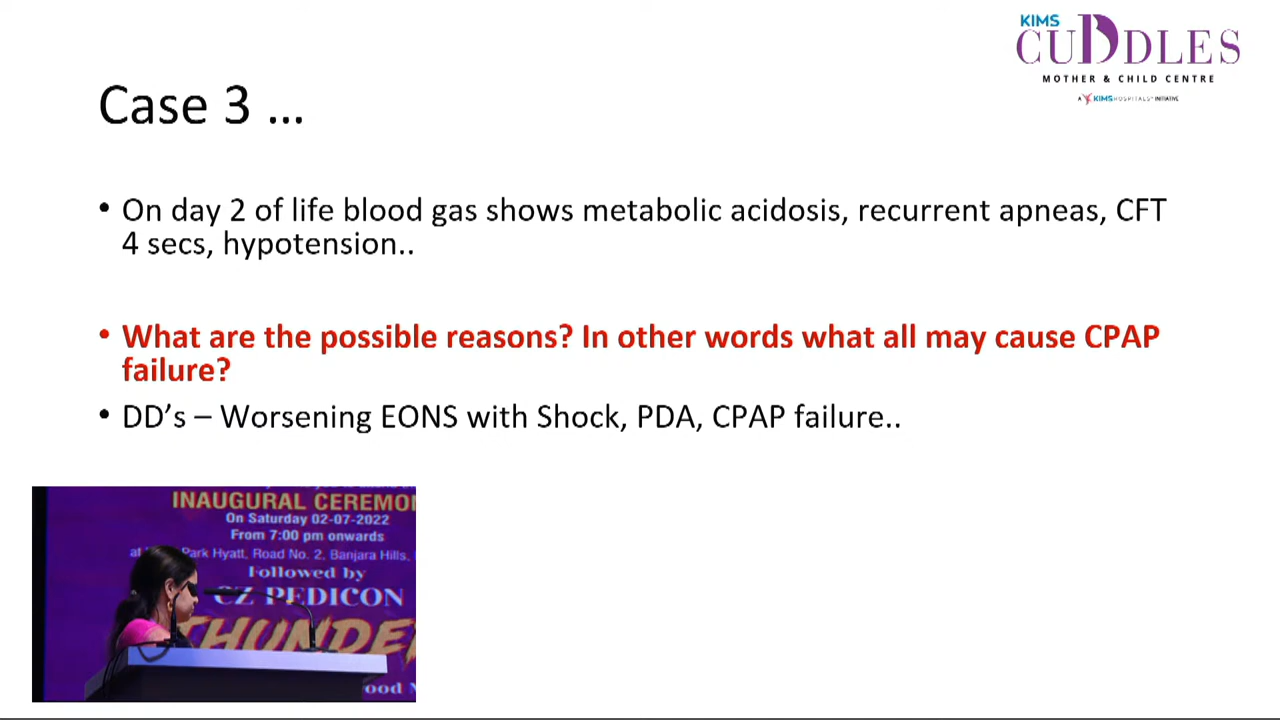 KIMS
CUDDLES
MOTHER & CHILD CENTRE
A KIMS HOSPITALS INITIATIVE
Case 3 ...
• On day 2 of life blood gas shows metabolic acidosis, recurrent apneas, CFT
4 secs, hypotension..
• What are the possible reasons? In other words what all may cause CPAP
failure?
• DD’s – Worsening EONS with Shock, PDA, CPAP failure..
INAUGURAL CEREMO
On Saturday 02-07-2022
From 7:00 pm onwards
at Park Hyatt, Road No. 2, Banjara Hills,
Followed by
CZ PEDICON
THUNDE